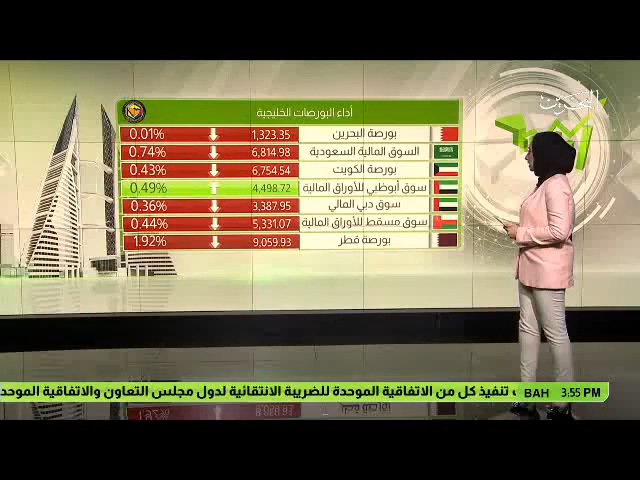 البحرين
أداء البورصات الخليجية
بورصة البحرين 1,323.35 0.01%
السوق المالية السعودية 6,814.98 0.74%
بورصة الكويت 6,754.54 0.43%
سوق أبوظبي للأوراق المالية 4,498.72 0.49%
سوق دبي المالي 3,387.95 0.36%
سوق مسقط للأوراق المالية 5,331.07 0.44%
بورصة قطر 9,059.93 1.92%
تنفيذ كل من الاتفاقية الموحدة للضريبة الانتقائية لدول مجلس التعاون والاتفاقية الموحد
BAH 3:55 PM